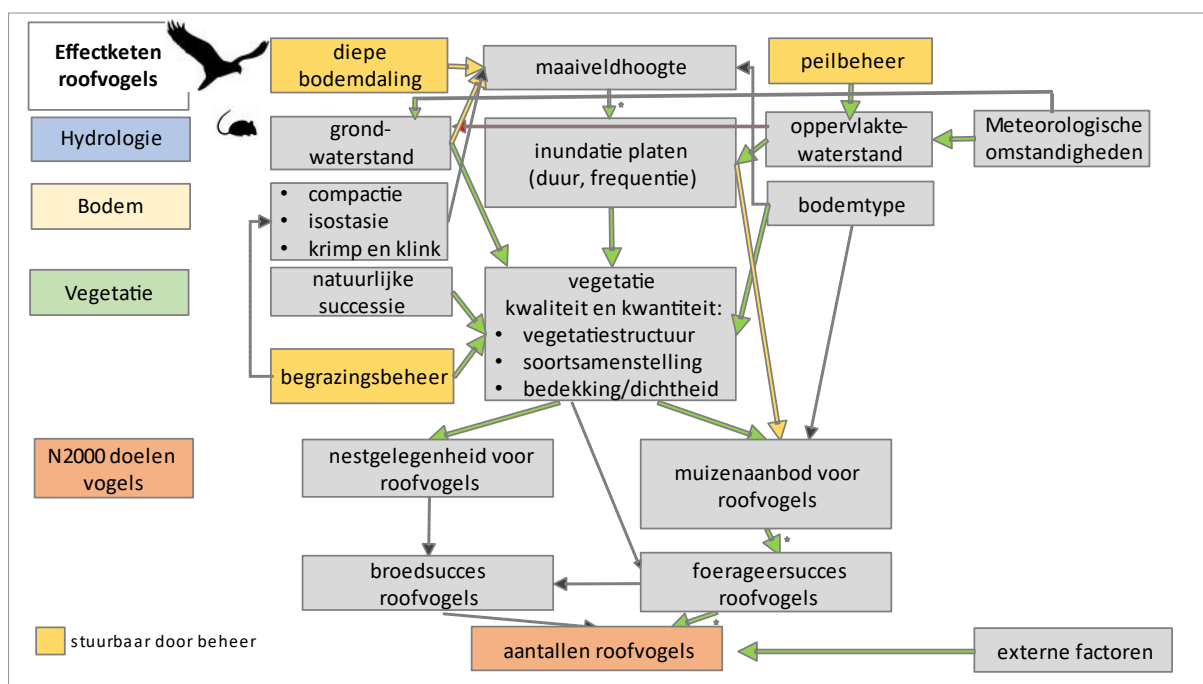 Effectketen
roofvogels
diepe
bodemdaling
maaiveldhoogte
peilbeheer
*
Hydrologie
grond-
waterstand
inundatie platen
(duur, frequentie)
oppervlakte-
waterstand
Meteorologische
omstandigheden
Bodem
• compactie
• isostasie
• krimp en klink
bodemtype
Vegetatie
natuurlijke
successie
vegetatie
kwaliteit en kwantiteit:
• vegetatiestructuur
• soortsamenstelling
• bedekking/dichtheid
begrazingsbeheer
N2000 doelen
vogels
nestgelegenheid voor
roofvogels
muizenaanbod voor
roofvogels
*
broedsucces
roofvogels
foerageersucces
roofvogels
*
stuurbaar door beheer
aantallen roofvogels
externe factoren